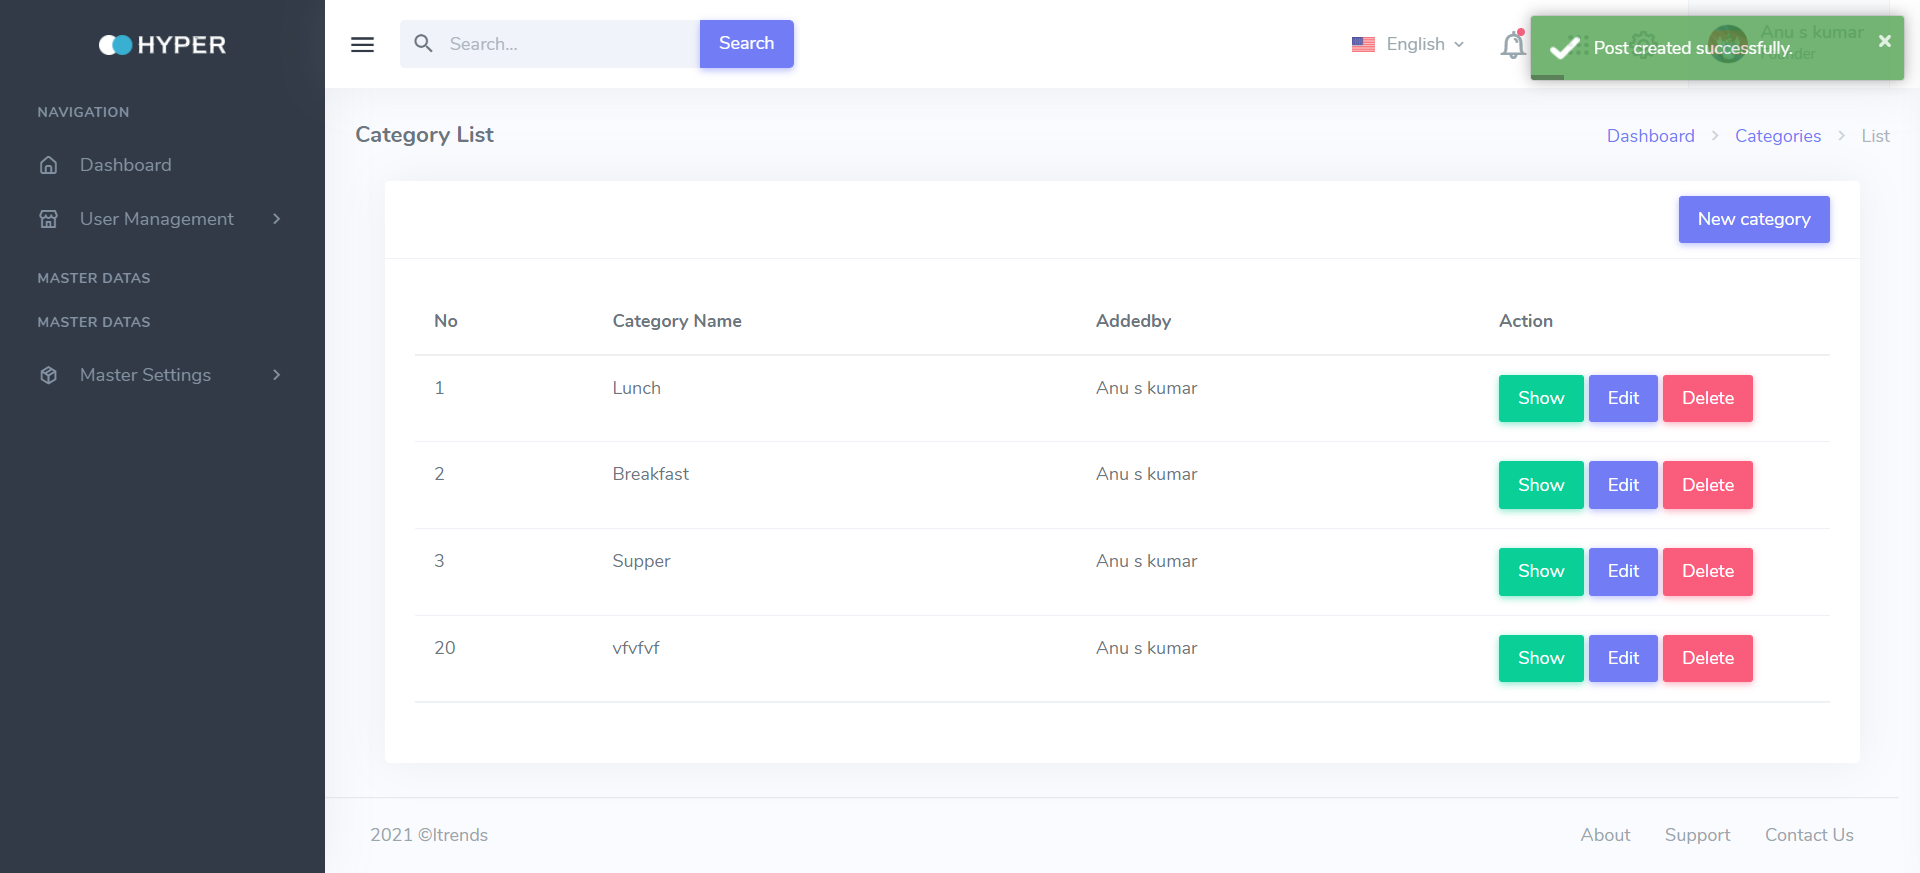 HYPER
NAVIGATION
Dashboard
User Management
MASTER DATAS
MASTER DATAS
Master Settings
Search...
Search
English
Anu s kumar
Post created successfully.
Category List
Dashboard
Categories
List
New category
No Category Name Addedby Action
1 Lunch Anu s kumar Show Edit Delete
2 Breakfast Anu s kumar Show Edit Delete
3 Supper Anu s kumar Show Edit Delete
20 vfvfvf Anu s kumar Show Edit Delete
2021 ©Itrends
About Support Contact Us